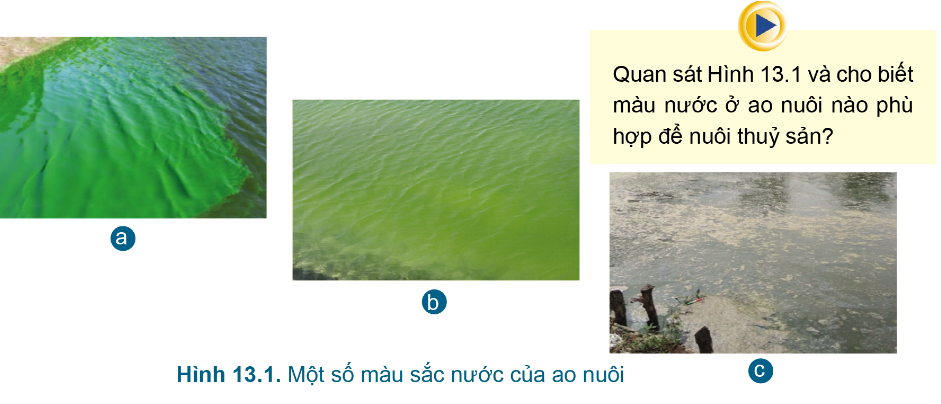 Quan sát Hình 13.1 và cho biết
màu nước ở ao nuôi nào phù
hợp để nuôi thuỷ sản?
a
b
c
Hình 13.1. Một số màu sắc nước của ao nuôi